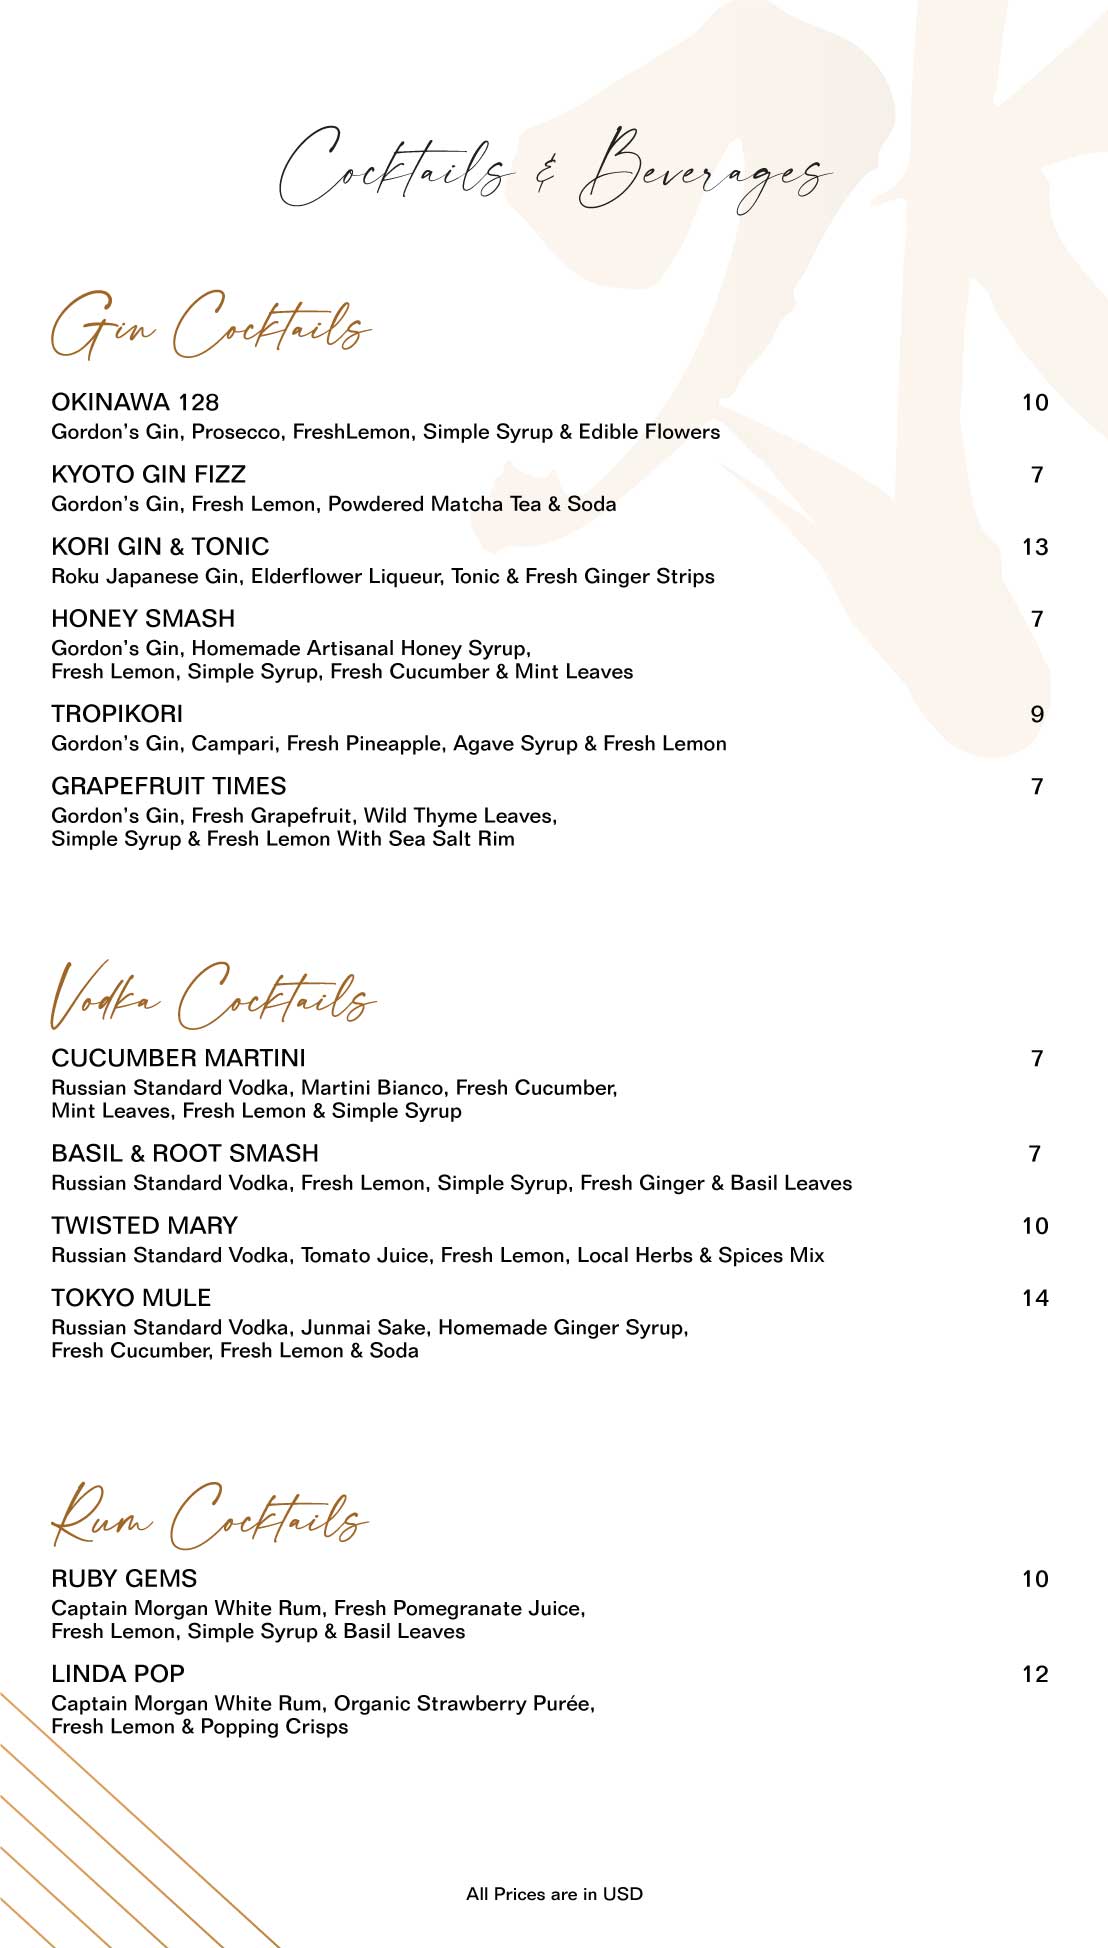 Cocktails & Beverages
Gin Cocktails
OKINAWA 128 10
Gordon's Gin, Prosecco, FreshLemon, Simple Syrup & Edible Flowers
KYOTO GIN FIZZ 7
Gordon's Gin, Fresh Lemon, Powdered Matcha Tea & Soda
KORI GIN & TONIC 13
Roku Japanese Gin, Elderflower Liqueur, Tonic & Fresh Ginger Strips
HONEY SMASH 7
Gordon's Gin, Homemade Artisanal Honey Syrup,
Fresh Lemon, Simple Syrup, Fresh Cucumber & Mint Leaves
TROPIKORI 9
Gordon's Gin, Campari, Fresh Pineapple, Agave Syrup & Fresh Lemon
GRAPEFRUIT TIMES 7
Gordon's Gin, Fresh Grapefruit, Wild Thyme Leaves,
Simple Syrup & Fresh Lemon With Sea Salt Rim
Vodka Cocktails
CUCUMBER MARTINI 7
Russian Standard Vodka, Martini Bianco, Fresh Cucumber,
Mint Leaves, Fresh Lemon & Simple Syrup
BASIL & ROOT SMASH 7
Russian Standard Vodka, Fresh Lemon, Simple Syrup, Fresh Ginger & Basil Leaves
TWISTED MARY 10
Russian Standard Vodka, Tomato Juice, Fresh Lemon, Local Herbs & Spices Mix
TOKYO MULE 14
Russian Standard Vodka, Junmai Sake, Homemade Ginger Syrup,
Fresh Cucumber, Fresh Lemon & Soda
Rum Cocktails
RUBY GEMS 10
Captain Morgan White Rum, Fresh Pomegranate Juice,
Fresh Lemon, Simple Syrup & Basil Leaves
LINDA POP 12
Captain Morgan White Rum, Organic Strawberry Purée,
Fresh Lemon & Popping Crisps
All Prices are in USD